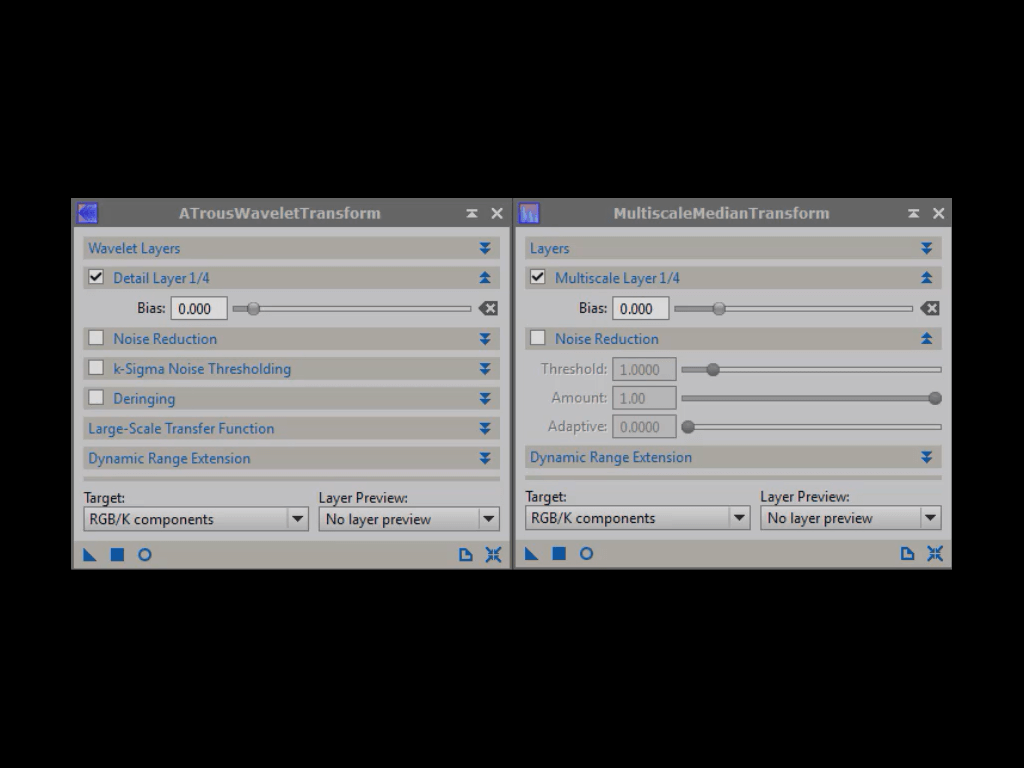 ATrousWaveletTransform
Wavelet Layers
Detail Layer 1/4
Bias: 0.000
Noise Reduction
k-Sigma Noise Thresholding
Deringing
Large-Scale Transfer Function
Dynamic Range Extension
Target:
Layer Preview:
RGB/K components
No layer preview
MultiscaleMedianTransform
Layers
Multiscale Layer 1/4
Bias: 0.000
Noise Reduction
Threshold: 1.0000
Amount: 1.00
Adaptive: 0.0000
Dynamic Range Extension
Target:
Layer Preview:
RGB/K components
No layer preview